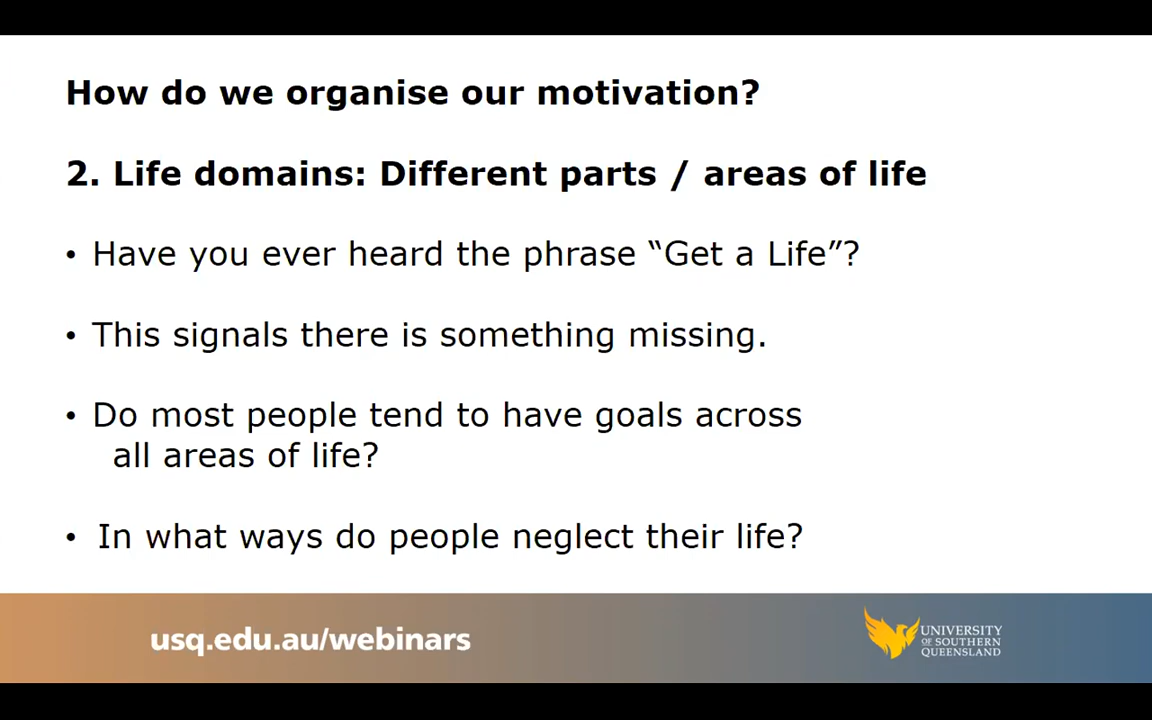 How do we organise our motivation?
2. Life domains: Different parts / areas of life
• Have you ever heard the phrase “Get a Life”?
• This signals there is something missing.
• Do most people tend to have goals across
all areas of life?
• In what ways do people neglect their life?
usq.edu.au/webinars
UNIVERSITY
OF SOUTHERN
QUEENSLAND